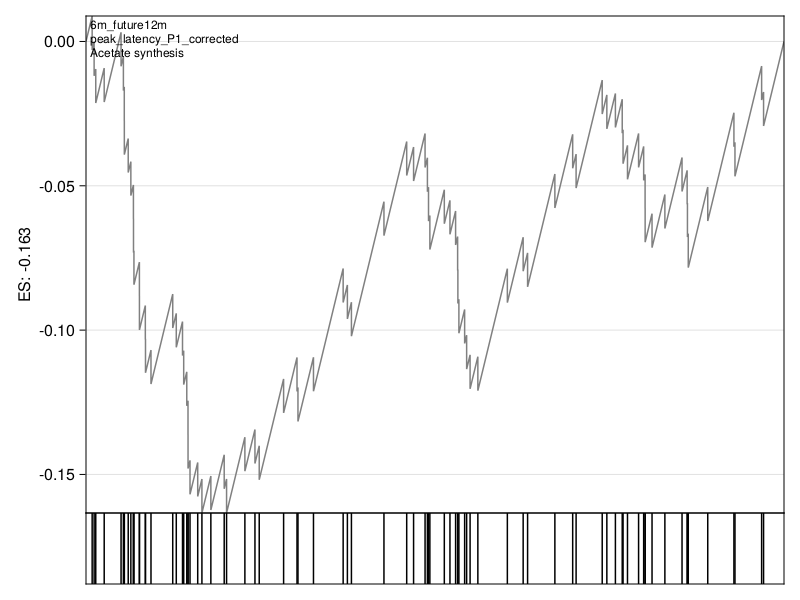 6m_future12m
peak_latency_P1_corrected
Acetate synthesis
0.00
-0.05
-0.10
-0.15
ES: -0.163